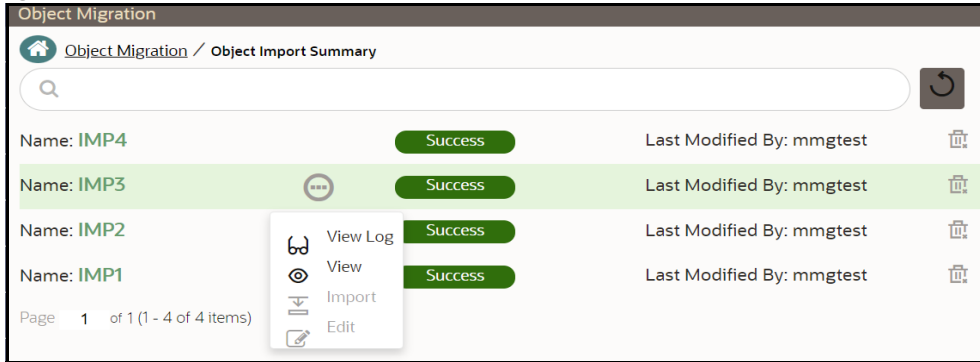 Object Migration
Object Migration / Object Import Summary
Name: IMP4 Success Last Modified By: mmgtest
Name: IMP3 Success Last Modified By: mmgtest
Name: IMP2 Success Last Modified By: mmgtest
Name: IMP1 Success Last Modified By: mmgtest
View Log
View
Import
Edit
Page 1 of 1 (1 - 4 of 4 items)